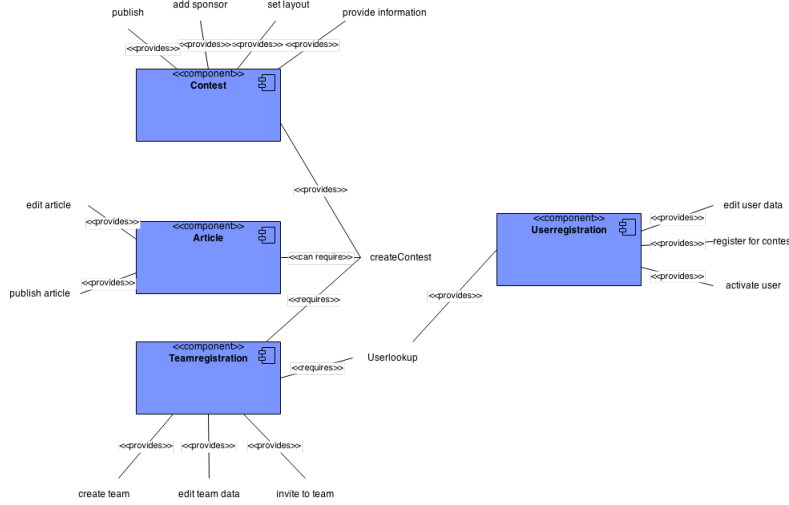 publish
add sponsor
set layout
provide information
<<provides>>
<<provides>>
<<provides>>
<<provides>>
<<component>>
Contest
<<provides>>
edit article
<<provides>>
<<component>>
Article
<<can require>>
createContest
<<provides>>
publish article
<<requires>>
<<component>>
Userregistration
<<provides>>
edit user data
<<provides>>
register for contes
<<provides>>
activate user
<<provides>>
<<component>>
Teamregistration
<<requires>>
Userlookup
<<provides>>
<<provides>>
<<provides>>
create team
edit team data
invite to team